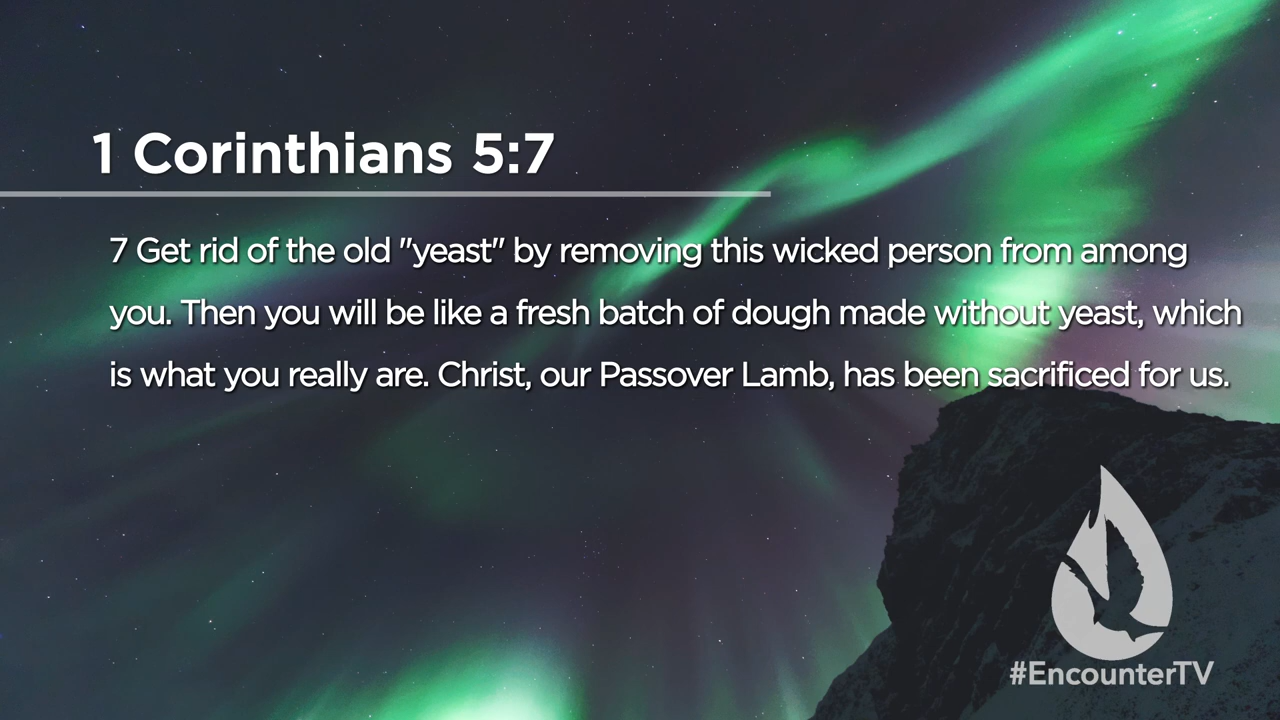 1 Corinthians 5:7
7 Get rid of the old "yeast" by removing this wicked person from among
you. Then you will be like a fresh batch of dough made without yeast, which
is what you really are. Christ, our Passover Lamb, has been sacrificed for us.
#EncounterTV